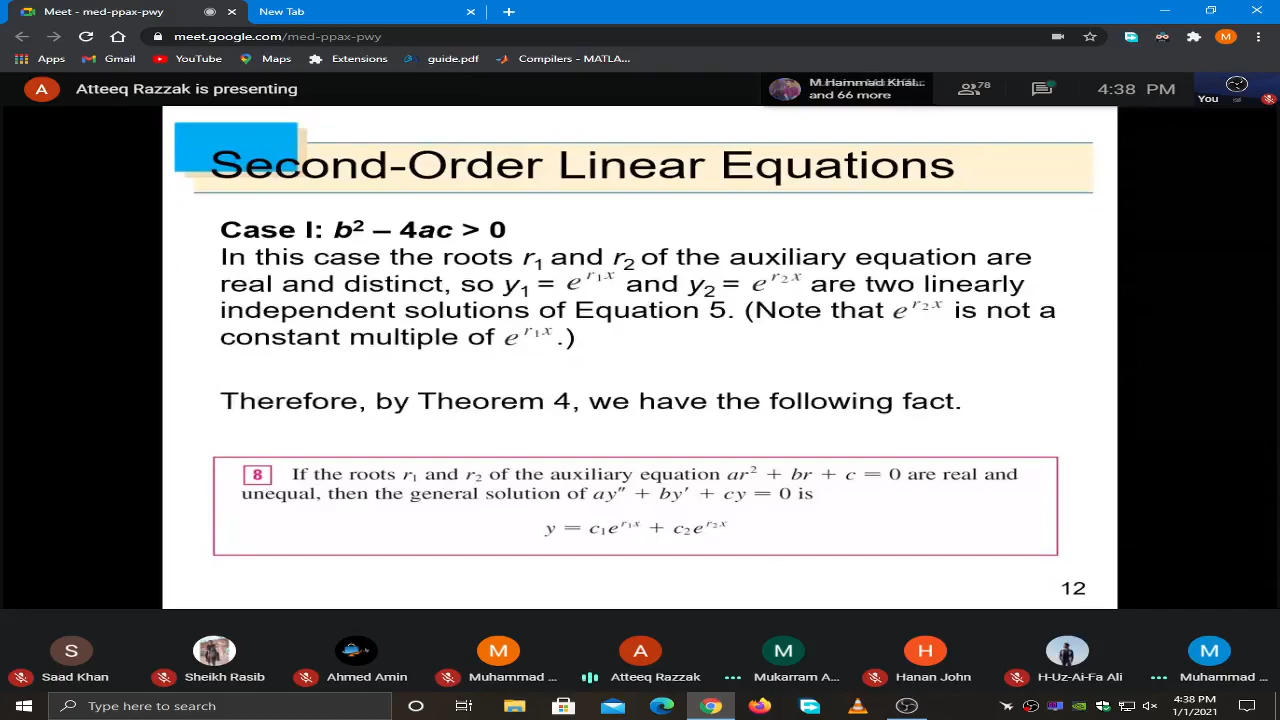 Meet - med-ppax-pwy
New Tab
meet.google.com/med-ppax-pwy
M
Apps
Gmail
YouTube
Maps
Extensions
guide.pdf
Compilers - MATLA...
A
Atteeq Razzak is presenting
M.Hammad Khal...
and 66 more
78
4:38 PM
You
Second-Order Linear Equations
Case I: b² – 4ac > 0
In this case the roots r₁ and r₂ of the auxiliary equation are
real and distinct, so y₁ = e^{r₁x} and y₂ = e^{r₂x} are two linearly
independent solutions of Equation 5. (Note that e^{r₂x} is not a
constant multiple of e^{r₁x}.)
Therefore, by Theorem 4, we have the following fact.
8 If the roots r₁ and r₂ of the auxiliary equation ar² + br + c = 0 are real and
unequal, then the general solution of ay″ + by′ + cy = 0 is
y = c₁e^{r₁x} + c₂e^{r₂x}
12
S
M
A
M
H
M
Saad Khan
Sheikh Rasib
Ahmed Amin
Muhammad ...
Atteeq Razzak
Mukarram A...
Hanan John
H-Uz-Ai-Fa Ali
Muhammad ...
Type here to search
4:38 PM
1/1/2021